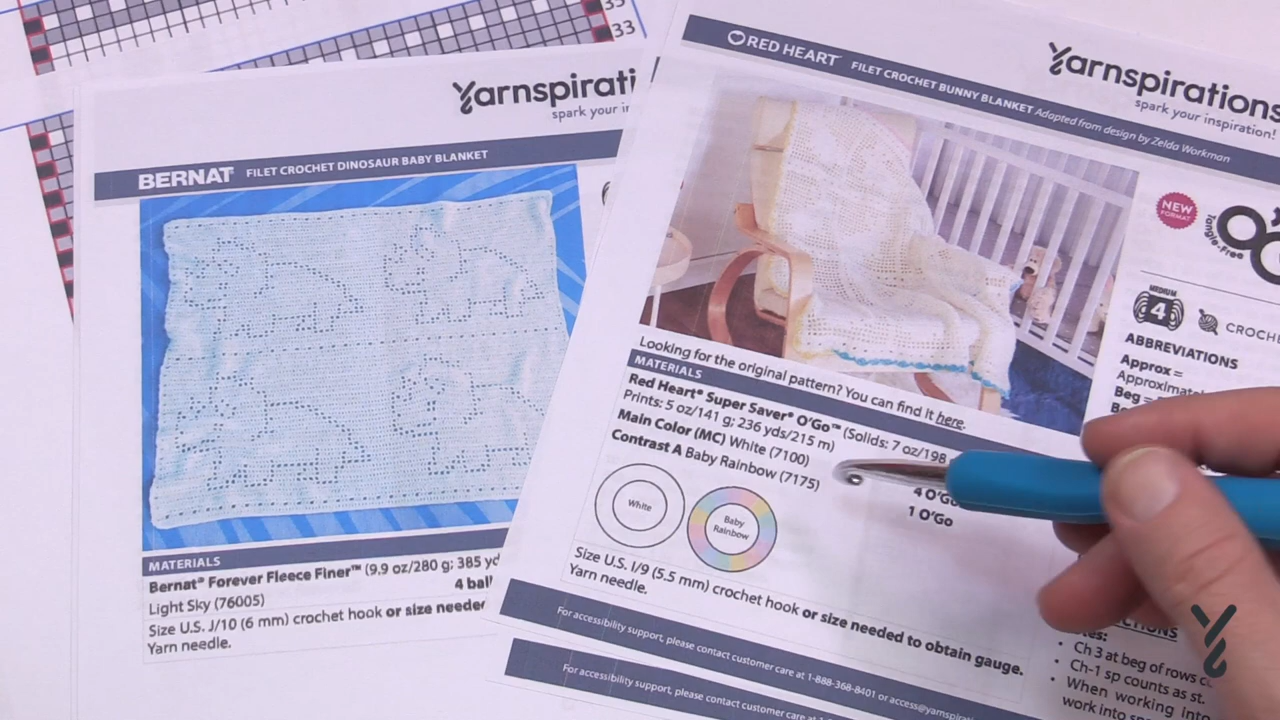 35
33
Yarnspirati
spark your in
BERNAT FILET CROCHET DINOSAUR BABY BLANKET
MATERIALS
Bernat® Forever Fleece Finer™ (9.9 oz/280 g; 385 yd
Light Sky (76005) 4 ball
Size U.S. J/10 (6 mm) crochet hook or size needed
Yarn needle.
RED HEART FILET CROCHET BUNNY BLANKET Adapted from design by Zelda Workman
Yarnspirations
spark your inspiration!
NEW FORMAT
Tangle-Free
MEDIUM
4
CROCHE
ABBREVIATIONS
Approx =
Approximate
Beg =
Looking for the original pattern? You can find it here.
MATERIALS
Red Heart® Super Saver® O'Go™ (Solids: 7 oz/198
Prints: 5 oz/141 g; 236 yds/215 m)
Main Color (MC) White (7100) 4 O'Go
Contrast A Baby Rainbow (7175) 1 O'Go
White
Baby
Rainbow
Size U.S. I/9 (5.5 mm) crochet hook or size needed to obtain gauge.
Yarn needle.
For accessibility support, please contact customer care at 1-888-368-8401 or access@yarnspirati
For accessibility support, please contact customer care at 1-8
Ch 3 at beg of rows c
Ch-1 sp counts as st.
When working into
work into sp